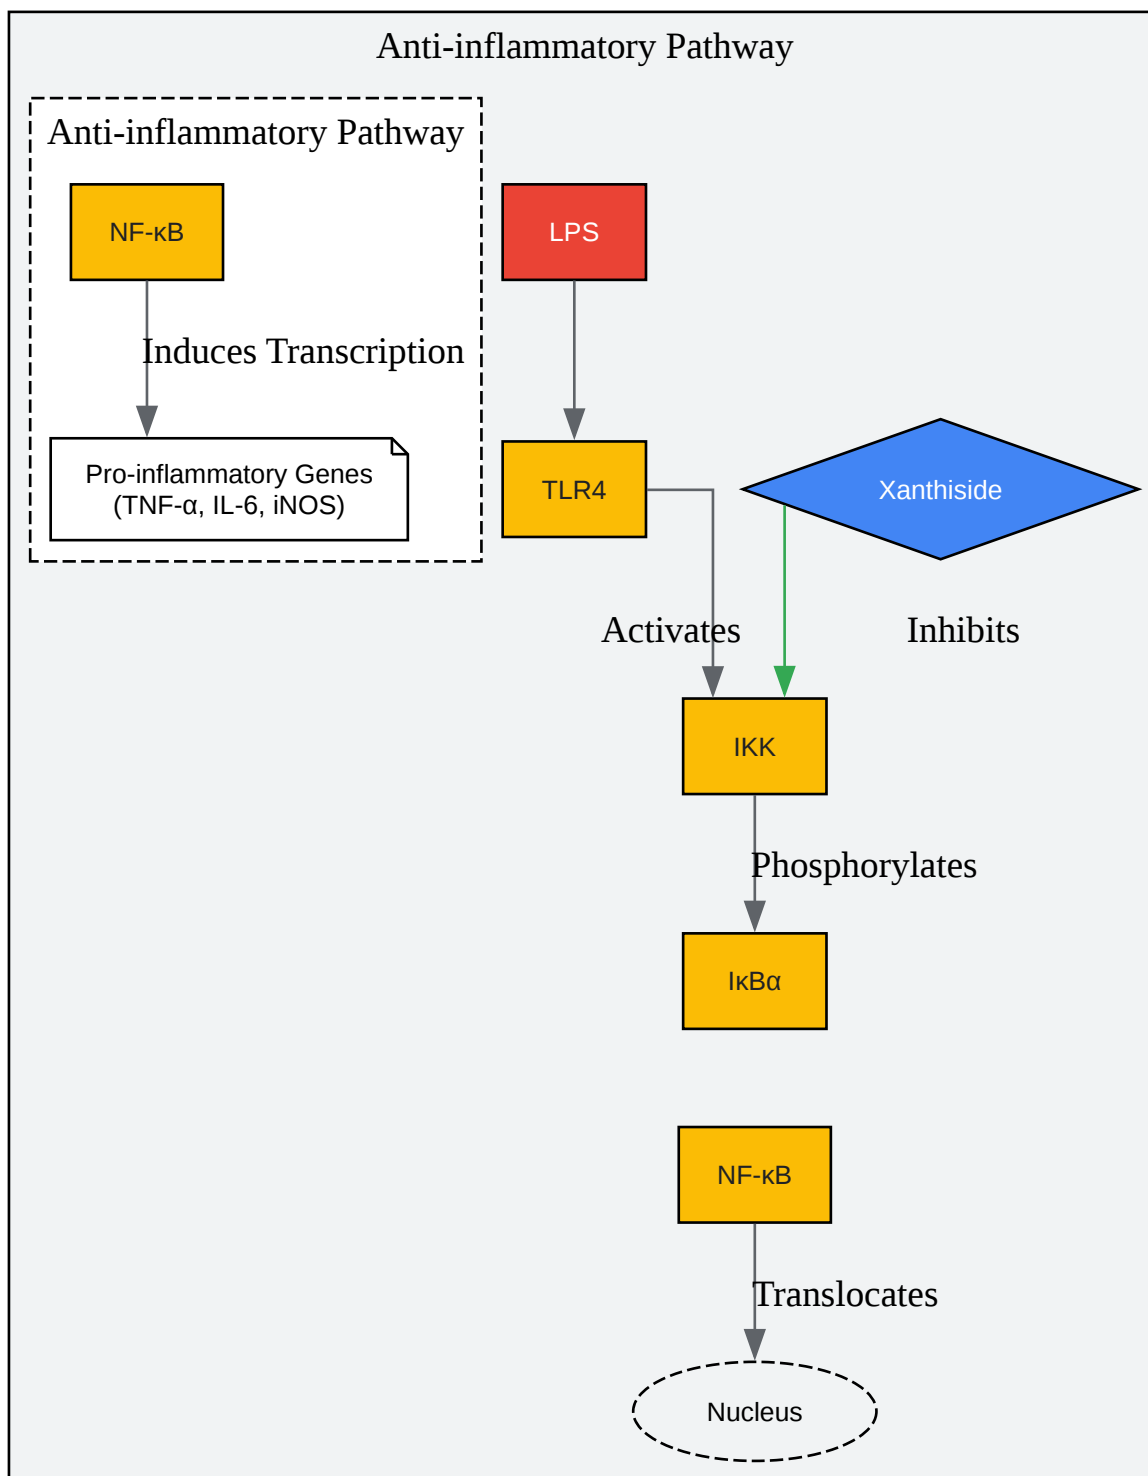 Anti-inflammatory Pathway
Anti-inflammatory Pathway
NF-κB
Induces Transcription
Pro-inflammatory Genes
(TNF-α, IL-6, iNOS)
LPS
TLR4
Xanthiside
Activates
Inhibits
IKK
Phosphorylates
IκBα
NF-κB
Translocates
Nucleus